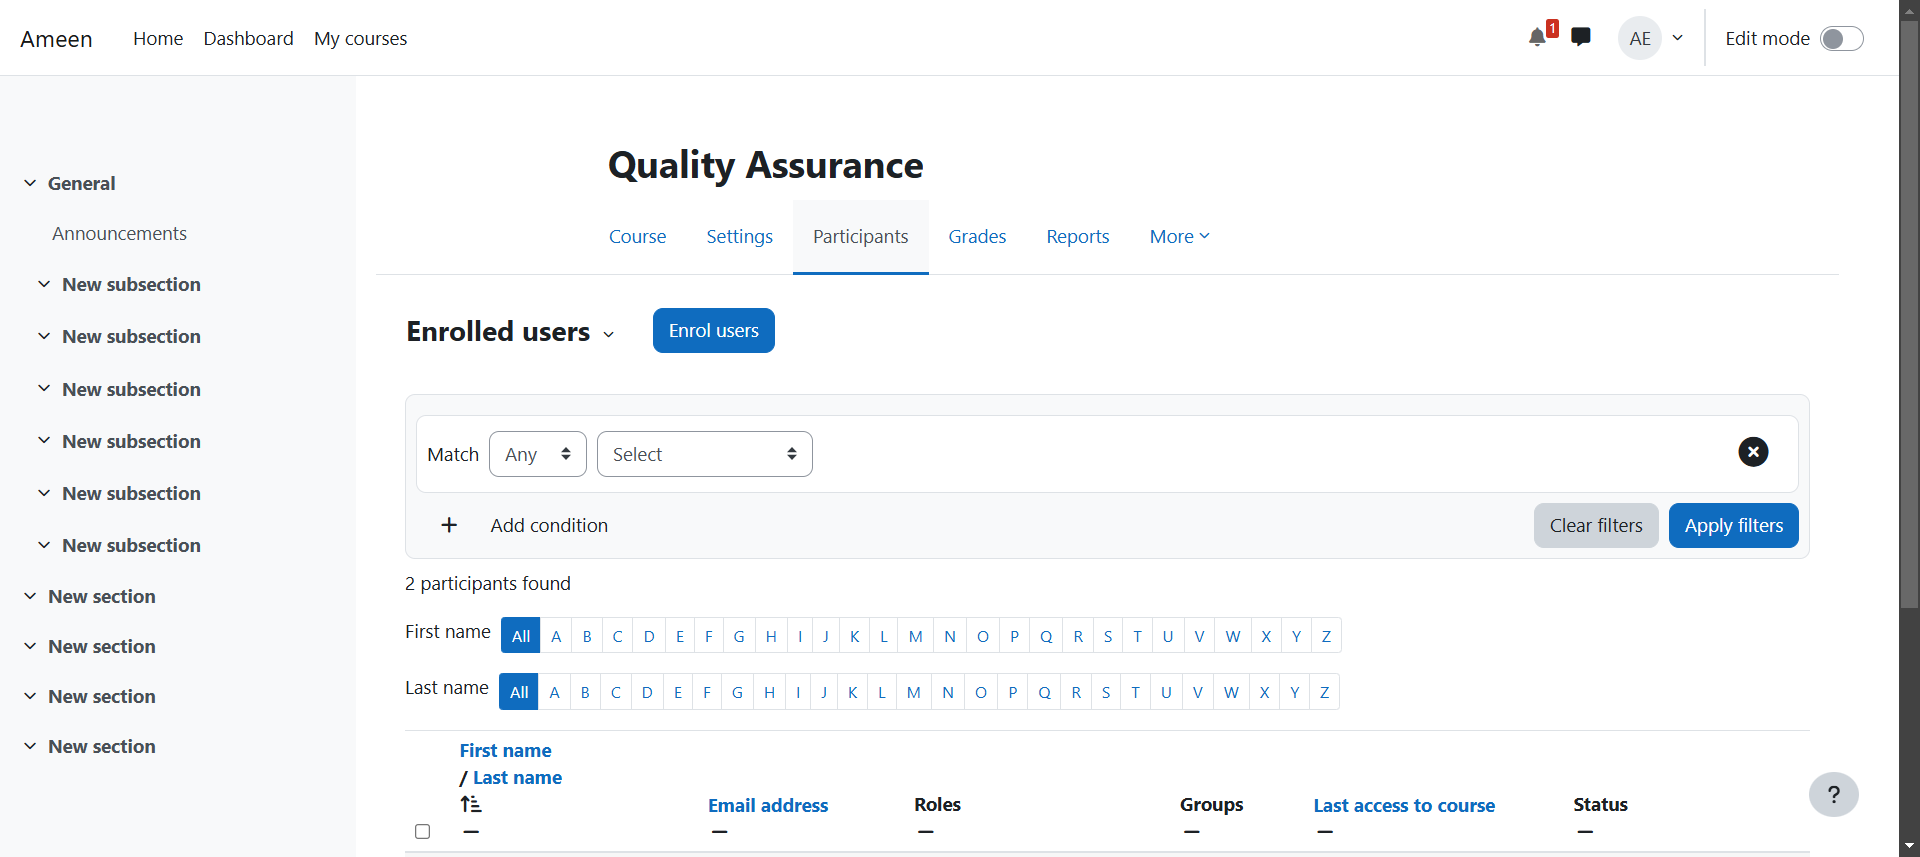 Ameen Home Dashboard My courses 1 AE Edit mode
General
Announcements
New subsection
New subsection
New subsection
New subsection
New subsection
New subsection
New section
New section
New section
New section
Quality Assurance
Course Settings Participants Grades Reports More
Enrolled users Enrol users
Match Any Select
+ Add condition Clear filters Apply filters
2 participants found
First name All A B C D E F G H I J K L M N O P Q R S T U V W X Y Z
Last name All A B C D E F G H I J K L M N O P Q R S T U V W X Y Z
First name
/ Last name
Email address Roles Groups Last access to course Status
?